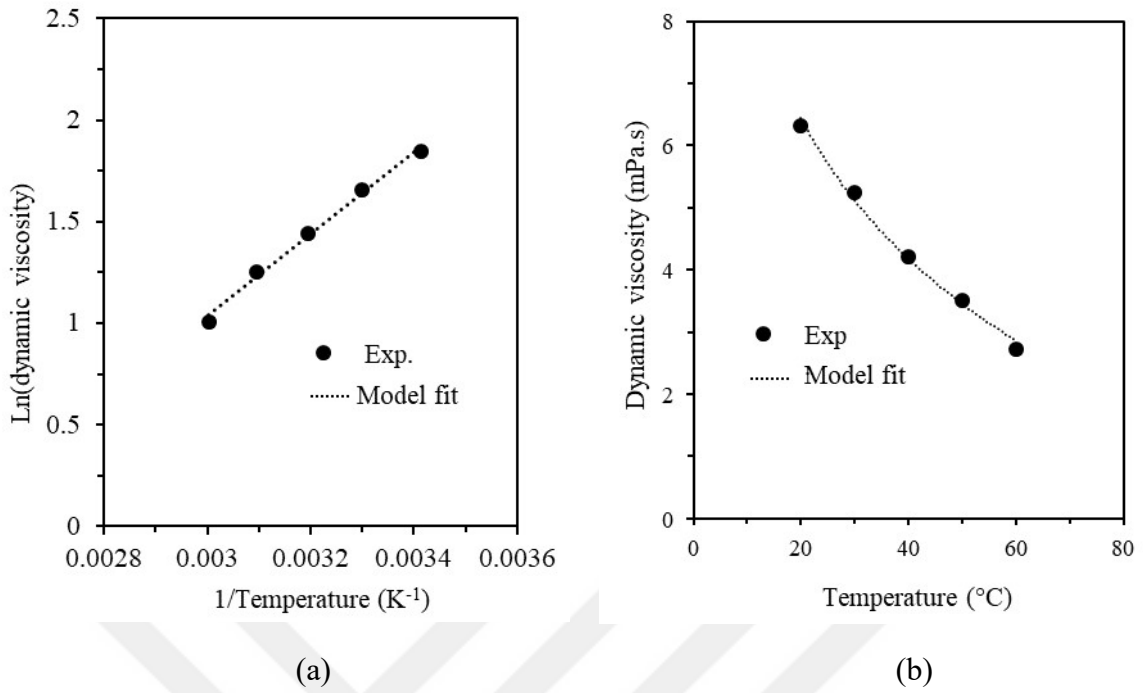 2.5
2
1.5
1
0.5
0
0.0028 0.003 0.0032 0.0034 0.0036
Ln(dynamic viscosity)
Exp.
Model fit
1/Temperature (K-1)
(a)
8
6
4
2
0
0 20 40 60 80
Dynamic viscosity (mPa.s)
Exp
Model fit
Temperature (°C)
(b)